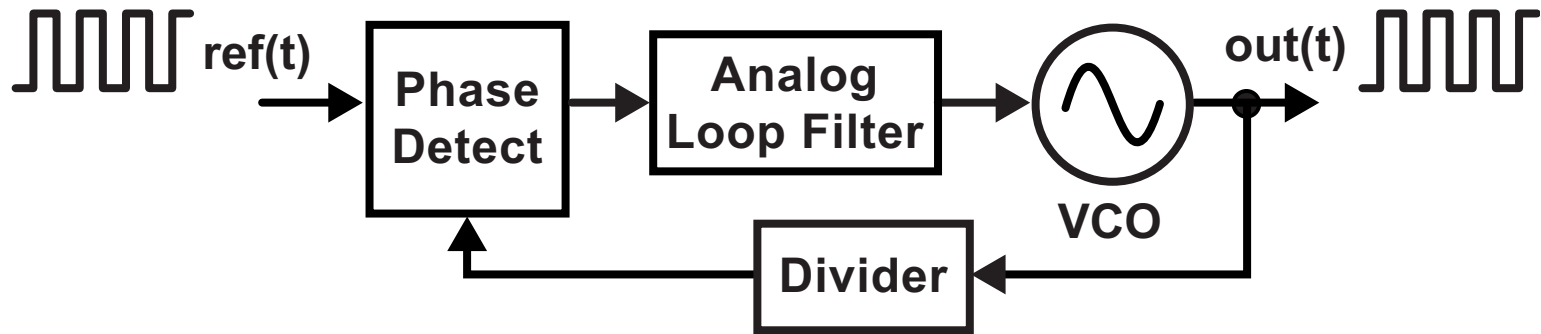 ref(t)
Phase
Detect
Analog
Loop Filter
VCO
out(t)
Divider